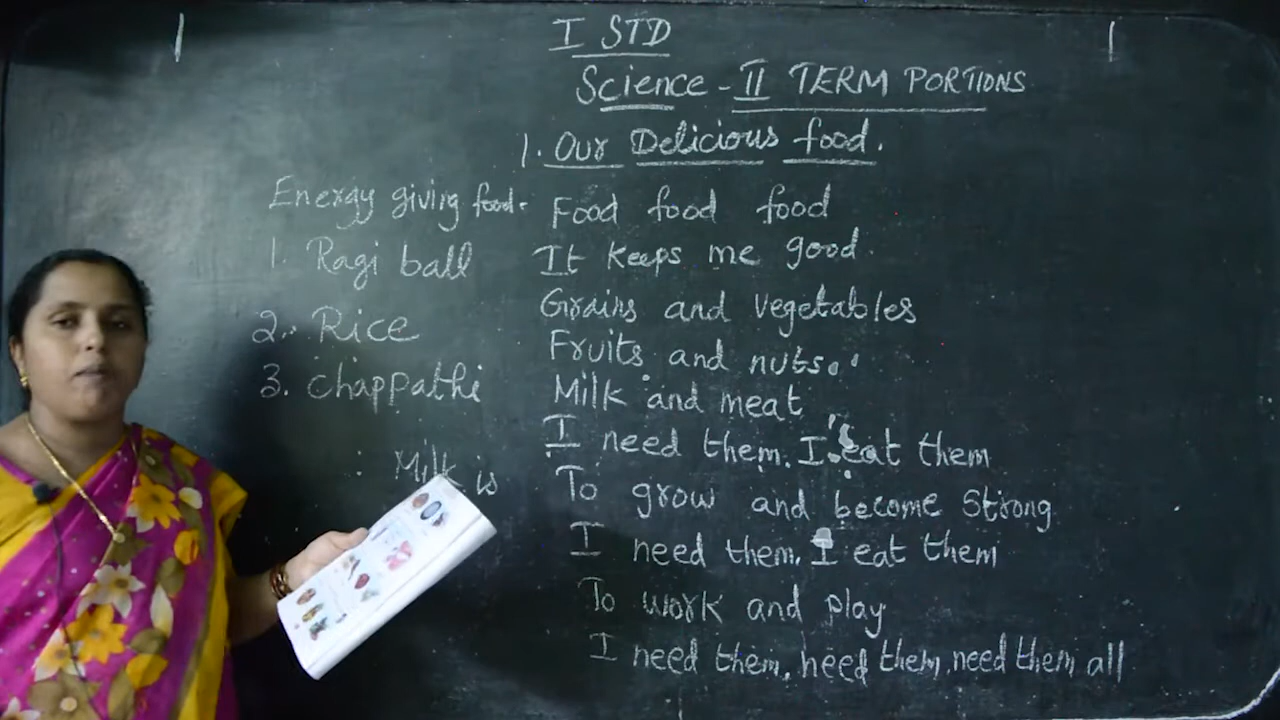 I STD
Science - II TERM PORTIONS
1. Our Delicious food.
Energy giving food.
1. Ragi ball
2. Rice
3. chappathi
Milk is
Food food food
It keeps me good.
Grains and vegetables
Fruits and nuts.
Milk and meat
I need them. I eat them
To grow and become Strong
I need them, I eat them
To work and play
I need them, need them, need them all